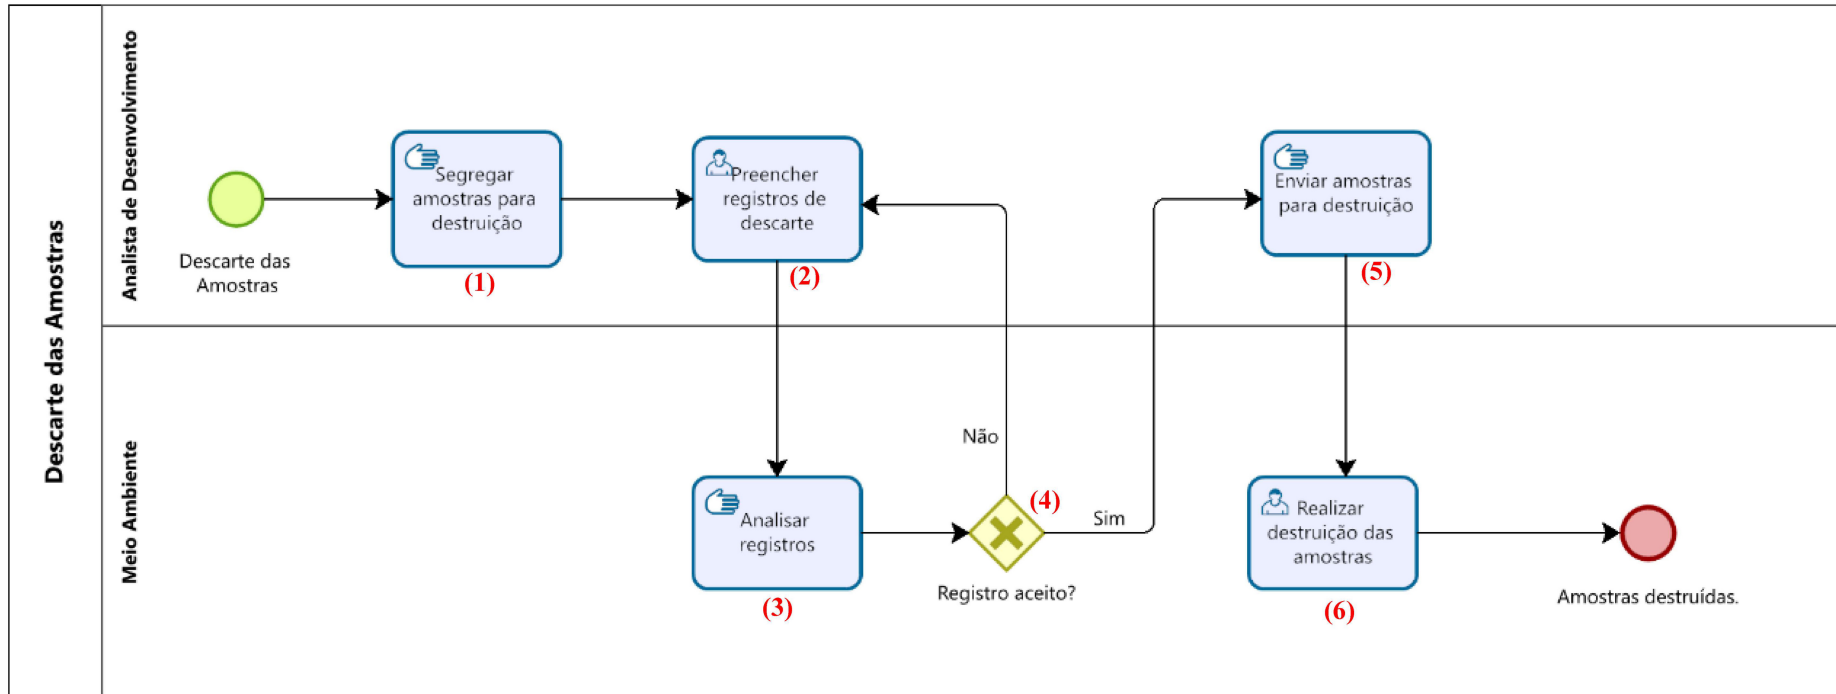 Descarte das Amostras
Analista de Desenvolvimento
Descarte das
Amostras
Segregar
amostras para
destruição
(1)
Preencher
registros de
descarte
(2)
Enviar amostras
para destruição
(5)
Meio Ambiente
Analisar
registros
(3)
Não
(4)
Sim
Registro aceito?
Realizar
destruição das
amostras
(6)
Amostras destruídas.